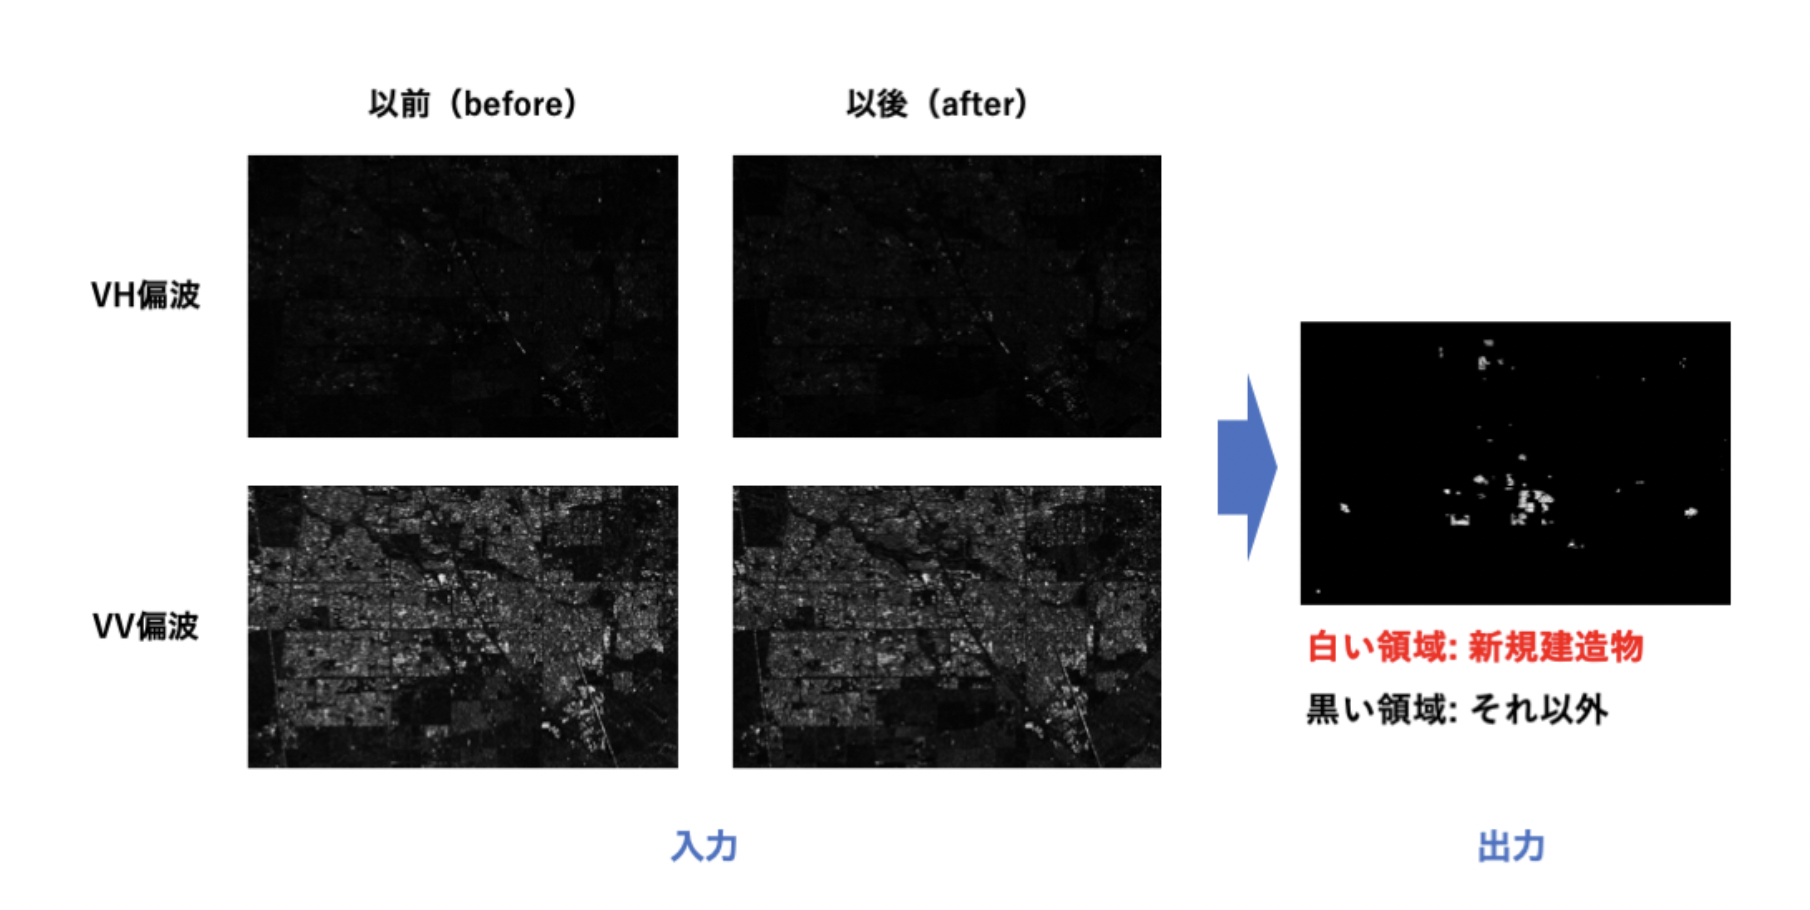 以前（before）
以後（after）
VH偏波
VV偏波
白い領域: 新規建造物
黒い領域: それ以外
入力
出力